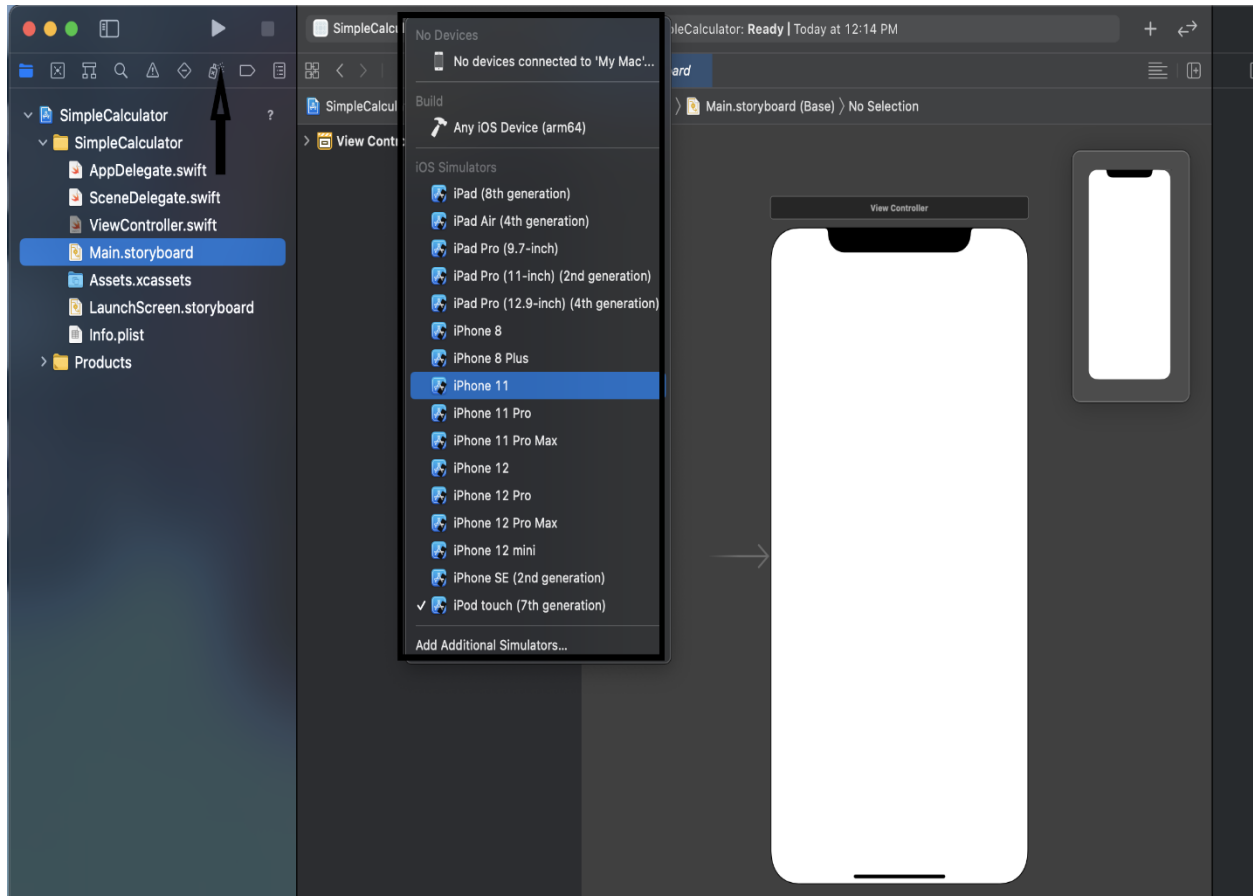 SimpleCalc
No Devices
leCalculator: Ready | Today at 12:14 PM
No devices connected to 'My Mac'...
ard
Build
SimpleCalcul
Main.storyboard (Base) 〉 No Selection
Any iOS Device (arm64)
View Contr
iOS Simulators
iPad (8th generation)
iPad Air (4th generation)
iPad Pro (9.7-inch)
iPad Pro (11-inch) (2nd generation)
iPad Pro (12.9-inch) (4th generation)
iPhone 8
iPhone 8 Plus
iPhone 11
iPhone 11 Pro
iPhone 11 Pro Max
iPhone 12
iPhone 12 Pro
iPhone 12 Pro Max
iPhone 12 mini
iPhone SE (2nd generation)
✓ iPod touch (7th generation)
Add Additional Simulators...
SimpleCalculator ?
SimpleCalculator
AppDelegate.swift
SceneDelegate.swift
ViewController.swift
Main.storyboard
Assets.xcassets
LaunchScreen.storyboard
Info.plist
Products
View Controller